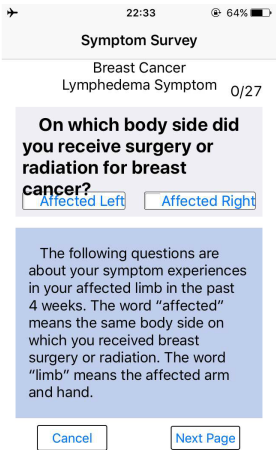 22:33
64%
Symptom Survey
Breast Cancer
Lymphedema Symptom
0/27
On which body side did
you receive surgery or
radiation for breast
cancer?
Affected Left
Affected Right
The following questions are
about your symptom experiences
in your affected limb in the past
4 weeks. The word “affected”
means the same body side on
which you received breast
surgery or radiation. The word
“limb” means the affected arm
and hand.
Cancel
Next Page